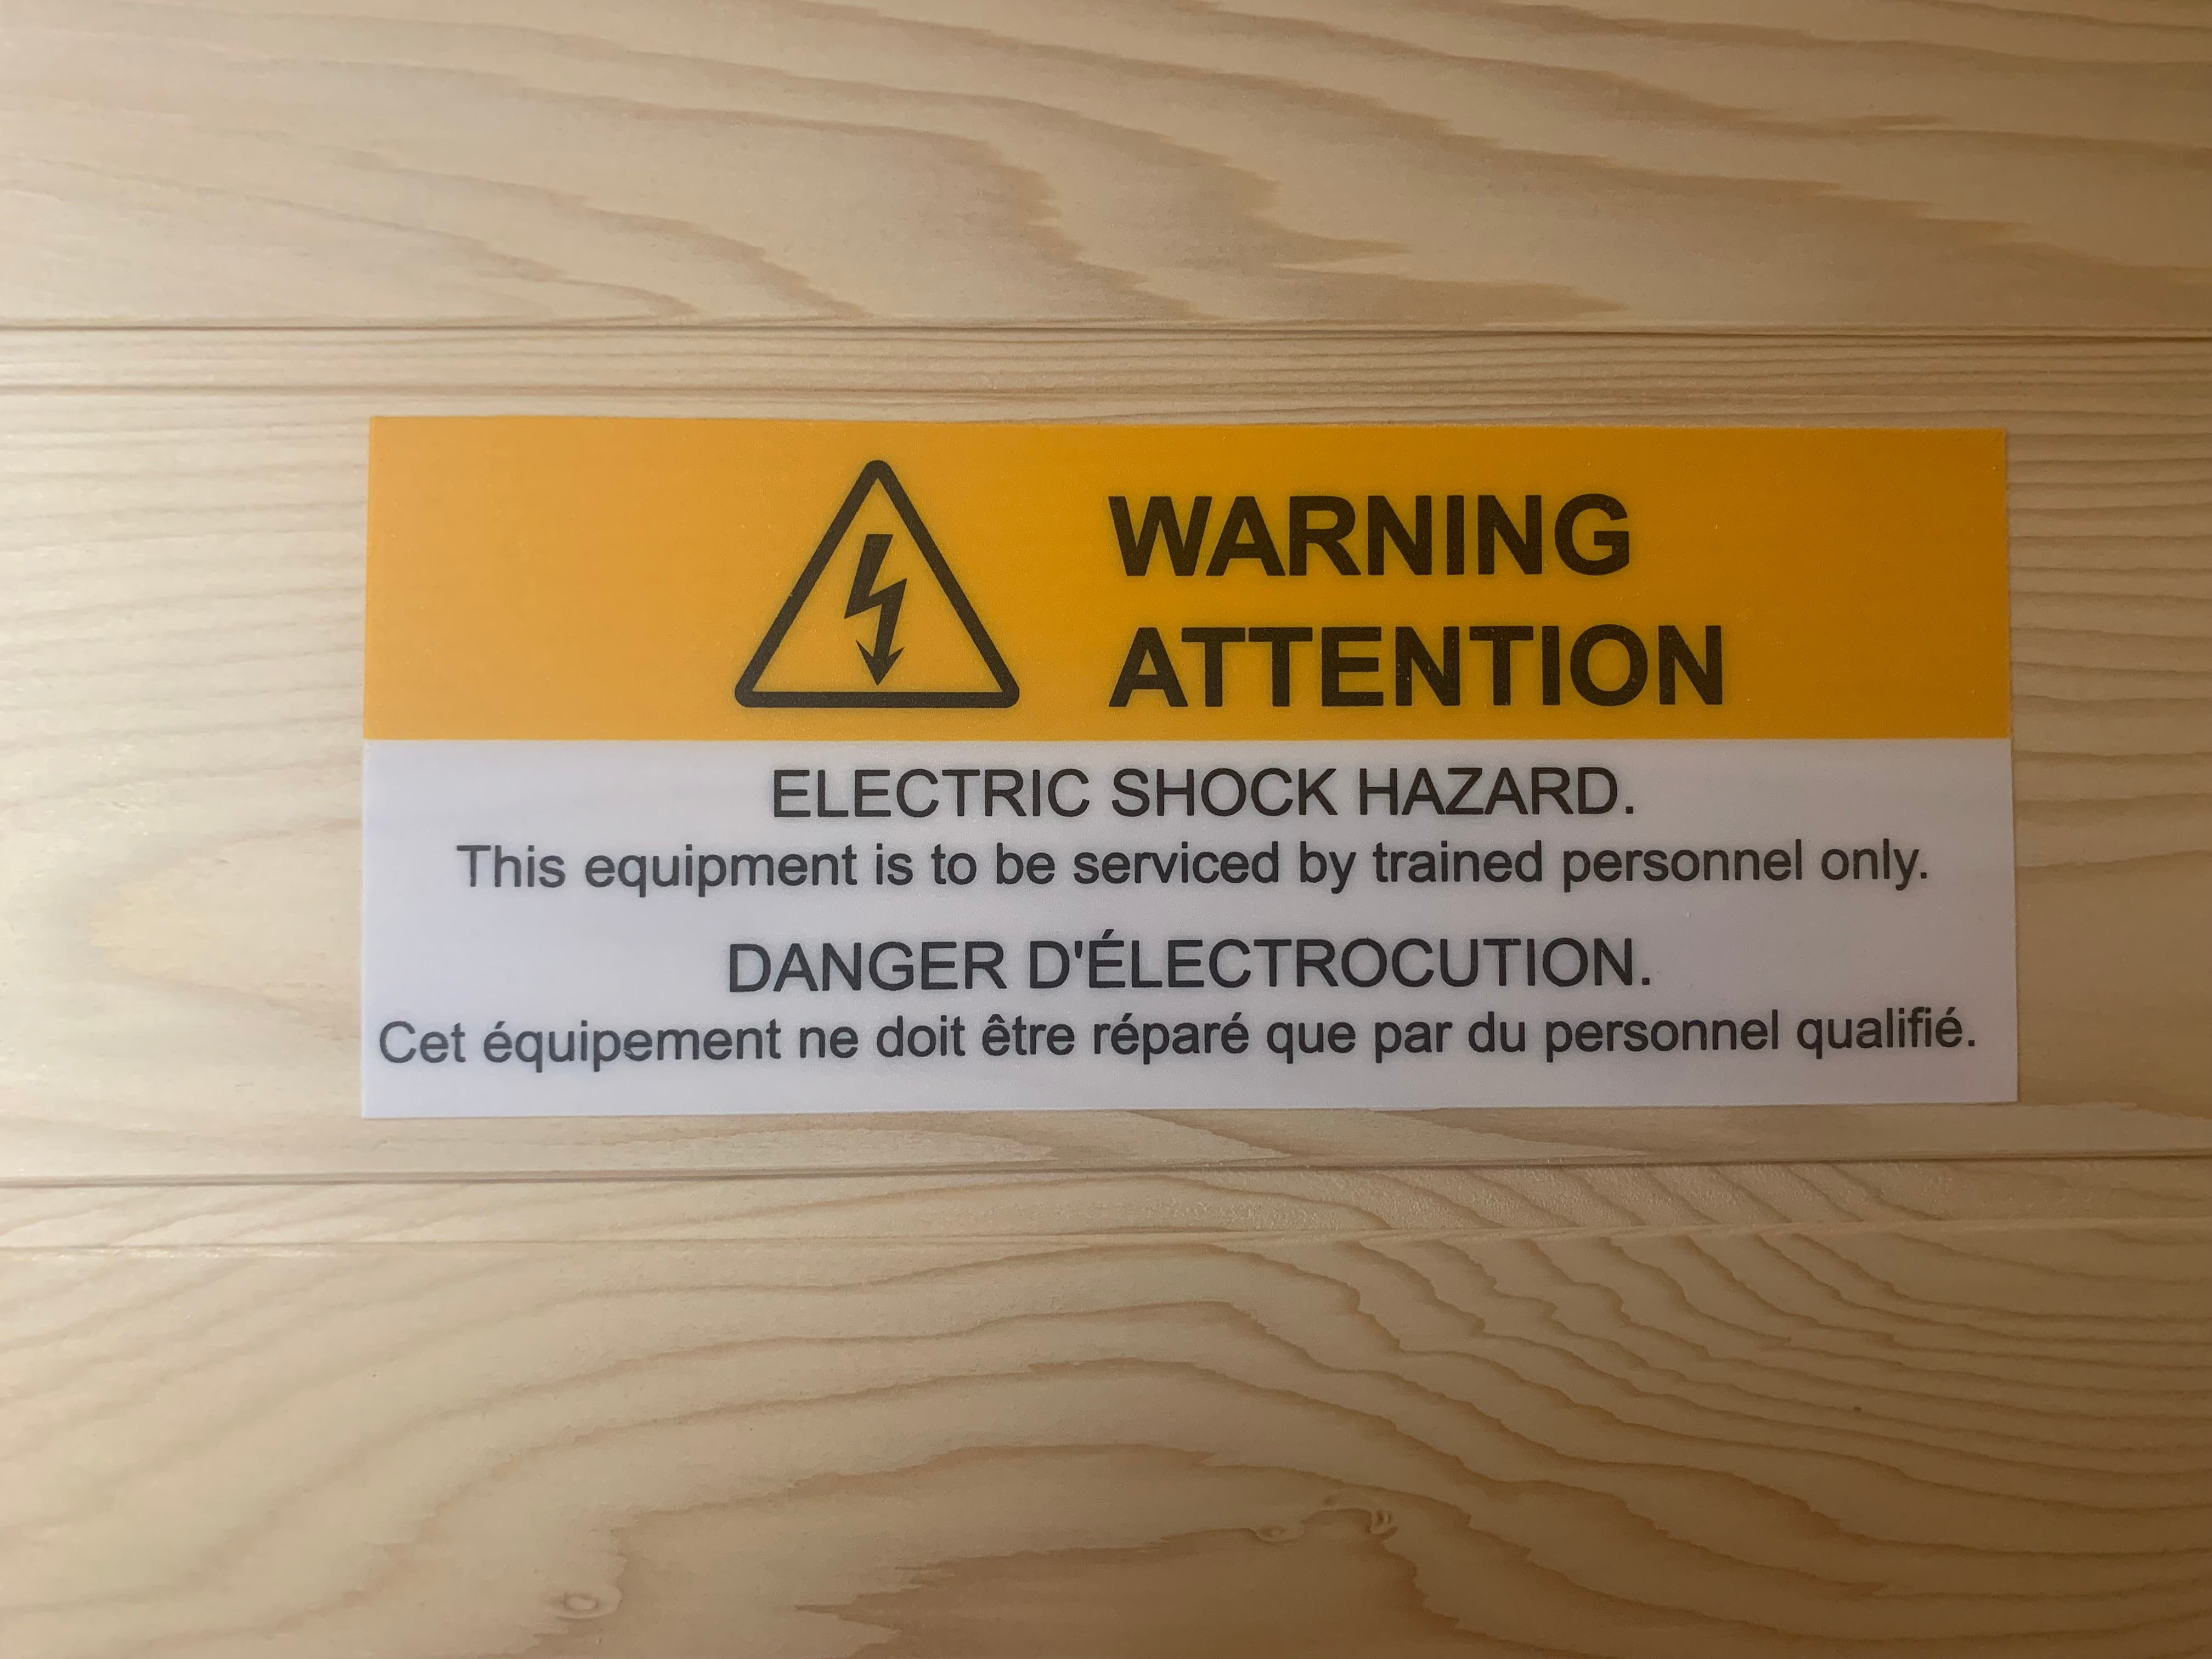 WARNING
ATTENTION
ELECTRIC SHOCK HAZARD.
This equipment is to be serviced by trained personnel only.
DANGER D'ÉLECTROCUTION.
Cet équipement ne doit être réparé que par du personnel qualifié.